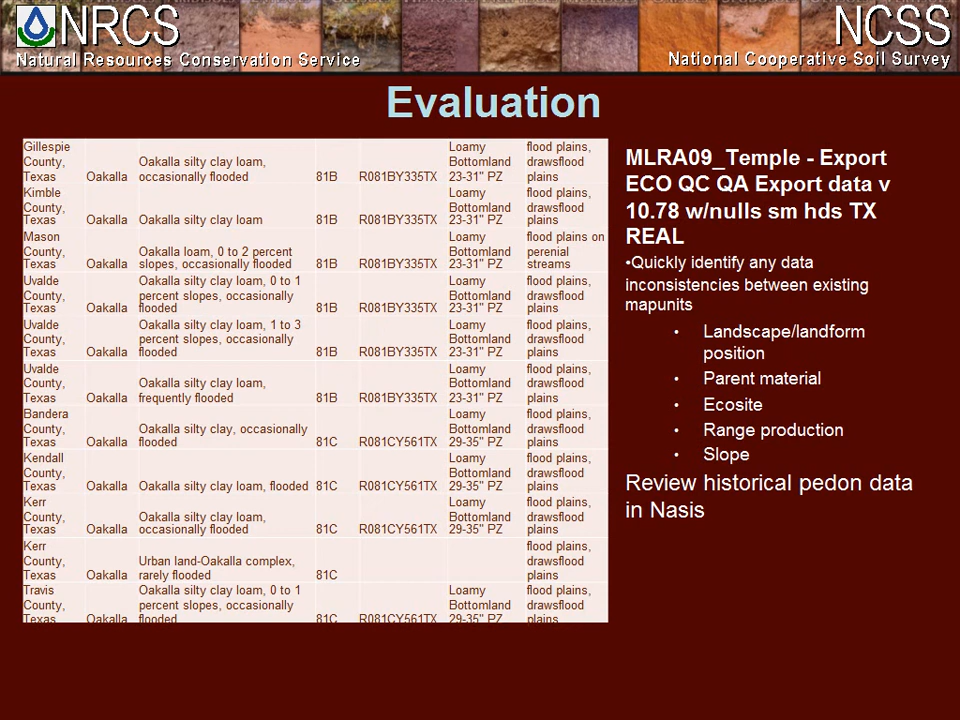 NRCS
Natural Resources Conservation Service
NCSS
National Cooperative Soil Survey
Evaluation
Gillespie County, Texas Oakalla Oakalla silty clay loam, occasionally flooded 81B R081BY335TX Loamy Bottomland 23-31" PZ flood plains, drawsflood plains
Kimble County, Texas Oakalla Oakalla silty clay loam 81B R081BY335TX Loamy Bottomland 23-31" PZ flood plains, drawsflood plains
Mason County, Texas Oakalla Oakalla loam, 0 to 2 percent slopes, occasionally flooded 81B R081BY335TX Loamy Bottomland 23-31" PZ flood plains on perenial streams
Uvalde County, Texas Oakalla Oakalla silty clay loam, 0 to 1 percent slopes, occasionally flooded 81B R081BY335TX Loamy Bottomland 23-31" PZ flood plains, drawsflood plains
Uvalde County, Texas Oakalla Oakalla silty clay loam, 1 to 3 percent slopes, occasionally flooded 81B R081BY335TX Loamy Bottomland 23-31" PZ flood plains, drawsflood plains
Uvalde County, Texas Oakalla Oakalla silty clay loam, frequently flooded 81B R081BY335TX Loamy Bottomland 23-31" PZ flood plains, drawsflood plains
Bandera County, Texas Oakalla Oakalla silty clay, occasionally flooded 81C R081CY561TX Loamy Bottomland 29-35" PZ flood plains, drawsflood plains
Kendall County, Texas Oakalla Oakalla silty clay loam, flooded 81C R081CY561TX Loamy Bottomland 29-35" PZ flood plains, drawsflood plains
Kerr County, Texas Oakalla Oakalla silty clay loam, occasionally flooded 81C R081CY561TX Loamy Bottomland 29-35" PZ flood plains, drawsflood plains
Kerr County, Texas Oakalla Urban land-Oakalla complex, rarely flooded 81C flood plains, drawsflood plains
Travis County, Texas Oakalla Oakalla silty clay loam, 0 to 1 percent slopes, occasionally flooded 81C R081CY561TX Loamy Bottomland 29-35" PZ flood plains, drawsflood plains
MLRA09_Temple - Export
ECO QC QA Export data v
10.78 w/nulls sm hds TX
REAL
•Quickly identify any data
inconsistencies between existing
mapunits
• Landscape/landform
position
• Parent material
• Ecosite
• Range production
• Slope
Review historical pedon data
in Nasis